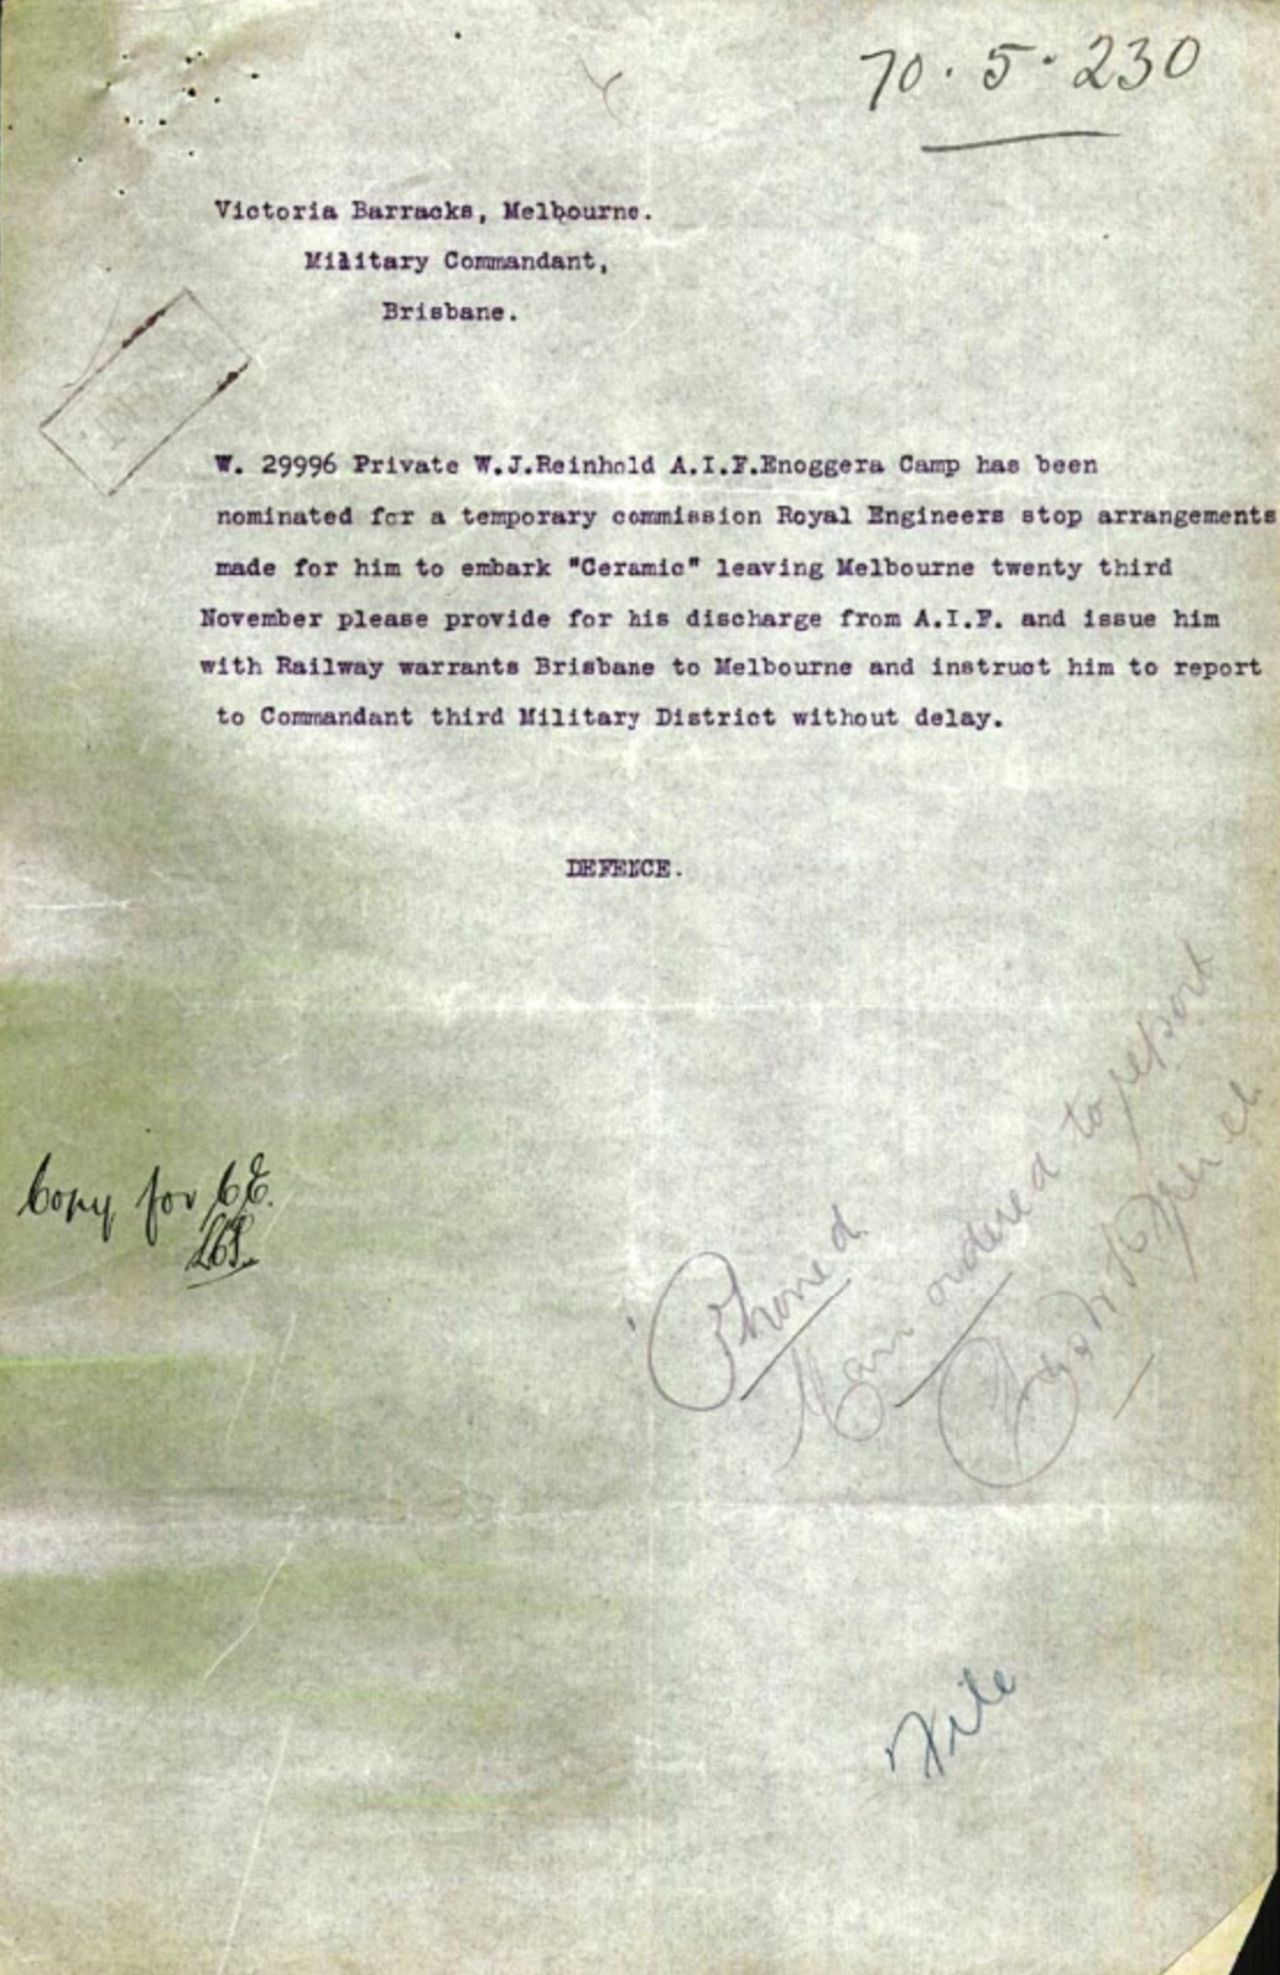 70.5.230
Victoria Barracks, Melbourne.
Military Commandant,
Brisbane.
W. 29996 Private W.J.Reinhold A.I.F.Enoggera Camp has been
nominated for a temporary commission Royal Engineers stop arrangements
made for him to embark "Ceramic" leaving Melbourne twenty third
November please provide for his discharge from A.I.F. and issue him
with Railway warrants Brisbane to Melbourne and instruct him to report
to Commandant third Military District without delay.
DEFENCE.
Copy for C.E.
Phoned
Man ordered to report
File